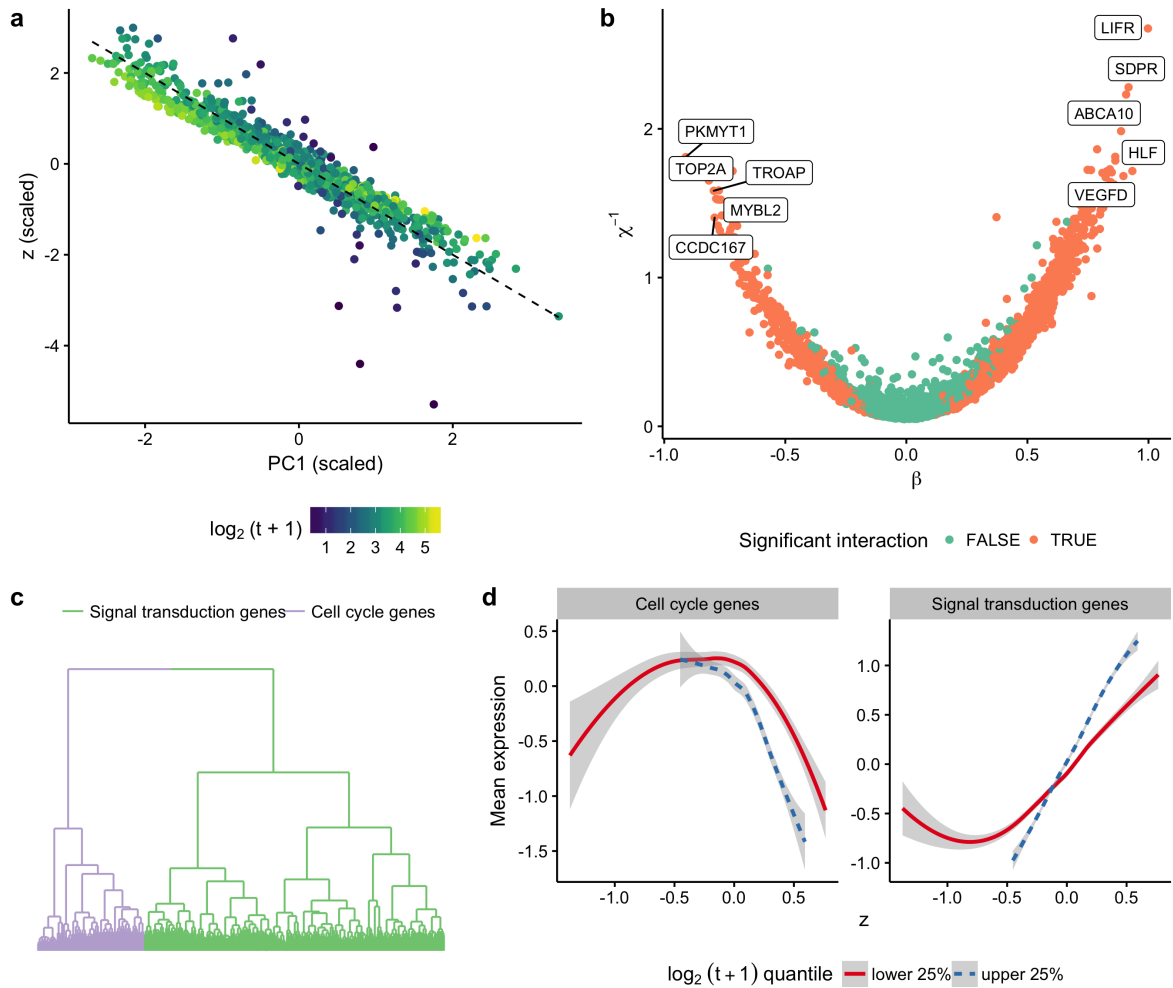 a
z (scaled)
2
0
-2
-4
-2
0
2
PC1 (scaled)
log₂ (t + 1)
1 2 3 4 5
b
χ⁻¹
2
1
0
LIFR
SDPR
ABCA10
HLF
VEGFD
PKMYT1
TOP2A
TROAP
MYBL2
CCDC167
-1.0
-0.5
0.0
0.5
1.0
β
Significant interaction FALSE TRUE
c
Signal transduction genes Cell cycle genes
d
Cell cycle genes
Signal transduction genes
Mean expression
0.5
0.0
-0.5
-1.0
-1.5
1.0
0.5
0.0
-0.5
-1.0
-1.0 -0.5 0.0 0.5
-1.0 -0.5 0.0 0.5
z
log₂ (t + 1) quantile lower 25% upper 25%